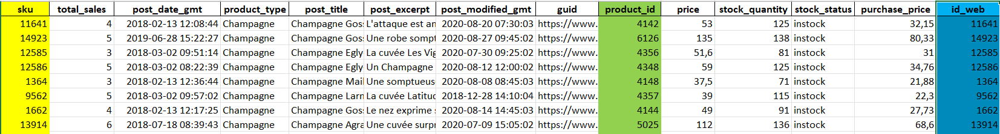 sku total_sales post_date_gmt product_type post_title post_excerpt post_modified_gmt guid product_id price stock_quantity stock_status purchase_price id_web
11641 4 2018-02-13 12:08:44 Champagne Champagne Goss L'attaque est an 2020-08-20 07:30:03 https://www. 4142 53 125 instock 32,15 11641
14923 5 2019-06-28 15:22:27 Champagne Champagne Goss Une robe sompt 2020-08-27 09:45:02 https://www. 6126 135 138 instock 80,33 14923
12585 3 2018-03-02 09:51:14 Champagne Champagne Egly La cuvée Les Vig 2020-07-30 09:25:02 https://www. 4356 51,6 81 instock 31 12585
12586 5 2018-03-02 08:22:39 Champagne Champagne Egly Un Champagne 2020-08-12 12:00:02 https://www. 4348 59 125 instock 34,76 12586
1364 3 2018-02-13 12:36:44 Champagne Champagne Mail Une somptueus 2020-08-08 08:45:03 https://www. 4148 37,5 71 instock 21,88 1364
9562 5 2018-03-02 09:57:02 Champagne Champagne Larn La cuvée Latitud 2018-12-28 14:10:04 https://www. 4357 39 115 instock 22,3 9562
1662 4 2018-02-13 12:17:25 Champagne Champagne Goss Le nez exprime 2020-08-14 14:45:03 https://www. 4144 49 91 instock 27,73 1662
13914 6 2018-07-18 08:39:43 Champagne Champagne Agra Une cuvée surp 2020-07-09 15:05:02 https://www. 5025 112 136 instock 68,6 13914